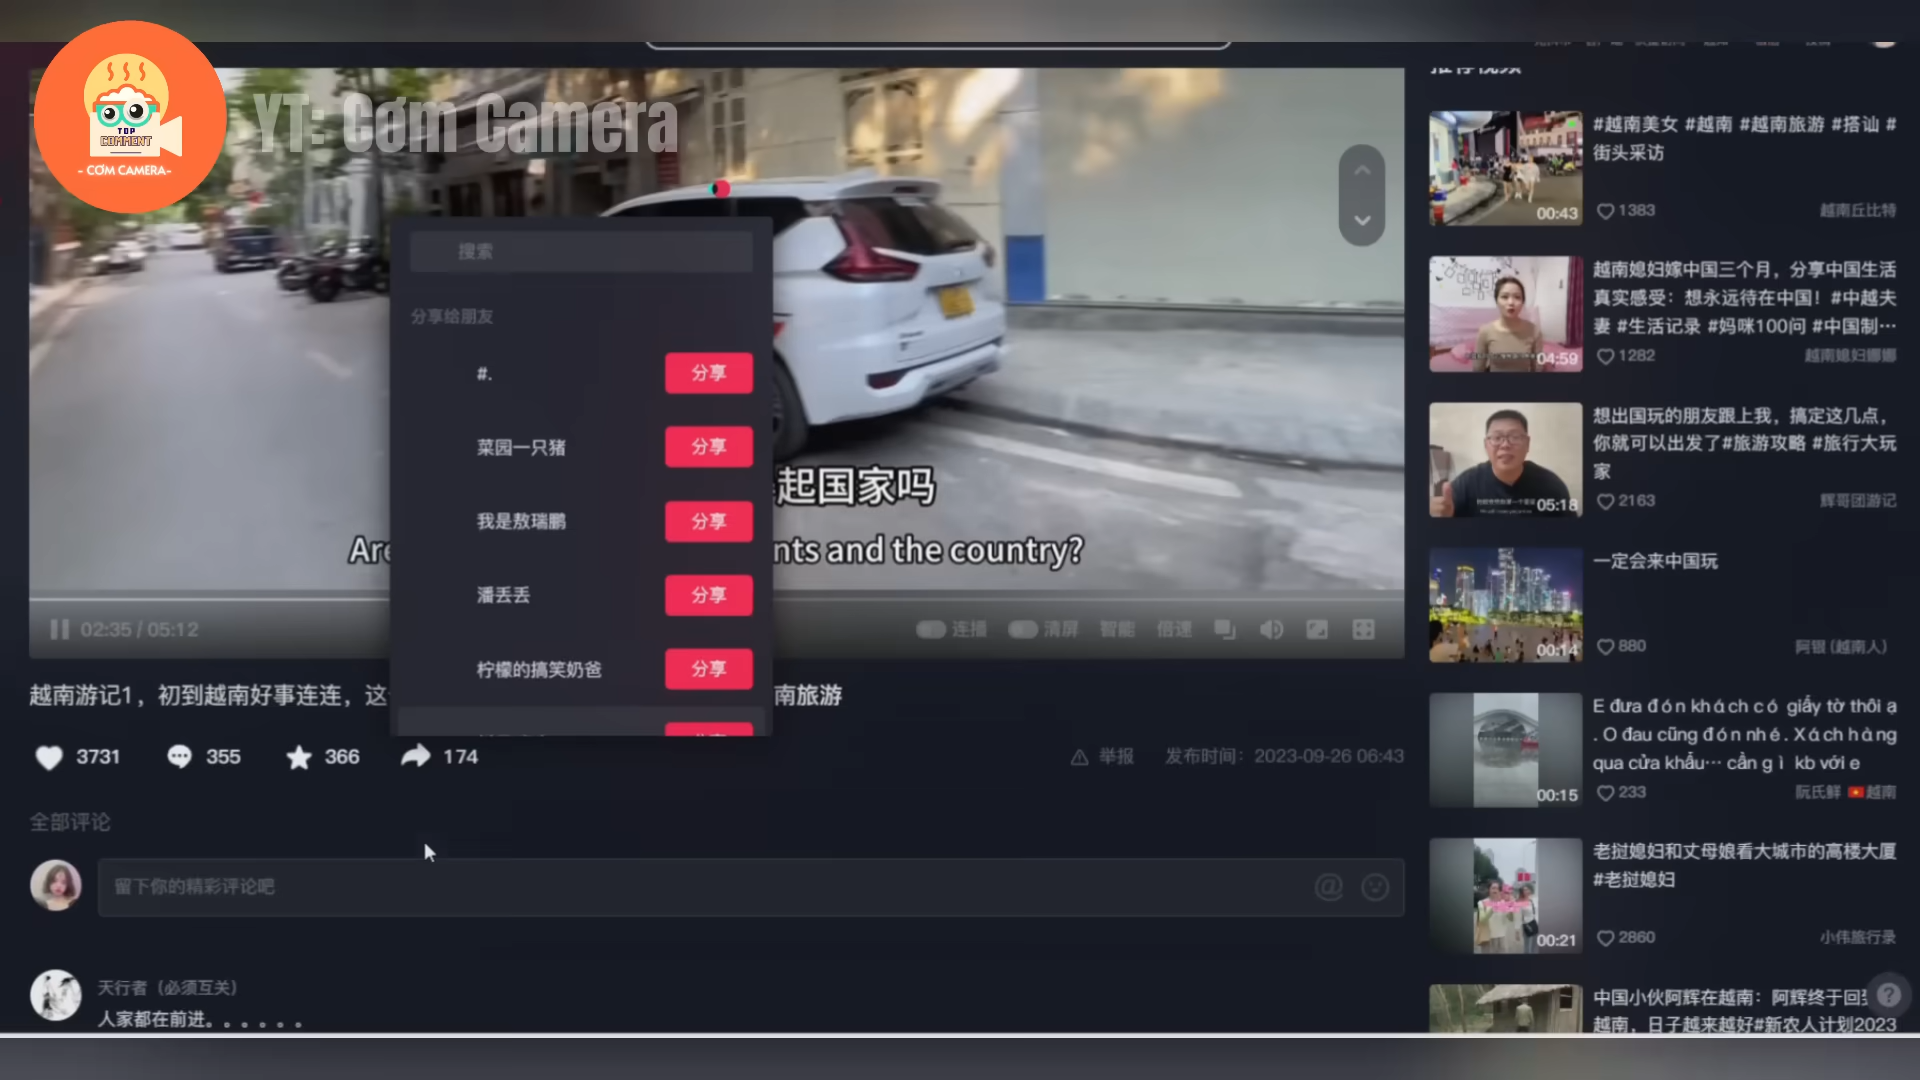 TOP
COMMENT
- CƠM CAMERA-
YT: Cơm Camera
搜索
分享给朋友
#.
分享
菜园一只猪
分享
我是敖瑞鹏
分享
潘丢丢
分享
柠檬的搞笑奶爸
分享
起国家吗
nts and the country?
02:35 / 05:12
连播
清屏
智能
倍速
越南游记1，初到越南好事连连，这
南旅游
3731
355
366
174
举报
发布时间：2023-09-26 06:43
全部评论
留下你的精彩评论吧
@
天行者（必须互关）
人家都在前进。。。。。。
推荐视频
00:43
#越南美女 #越南 #越南旅游 #搭讪 #
街头采访
1383
越南丘比特
04:59
越南媳妇嫁中国三个月，分享中国生活
真实感受：想永远待在中国！#中越夫
妻 #生活记录 #妈咪100问 #中国制…
1282
越南媳妇娜娜
05:18
想出国玩的朋友跟上我，搞定这几点，
你就可以出发了#旅游攻略 #旅行大玩
家
2163
辉哥团游记
00:14
一定会来中国玩
880
阿银 (越南人)
00:15
E đưa đón khách có giấy tờ thôi ạ
. O đau cũng đón nhé. Xách hàng
qua cửa khẩu… cần gì kb với e
233
阮氏鲜 🇻🇳越南
00:21
老挝媳妇和丈母娘看大城市的高楼大厦
#老挝媳妇
2860
小伟旅行录
中国小伙阿辉在越南：阿辉终于回
越南，日子越来越好#新农人计划2023
?